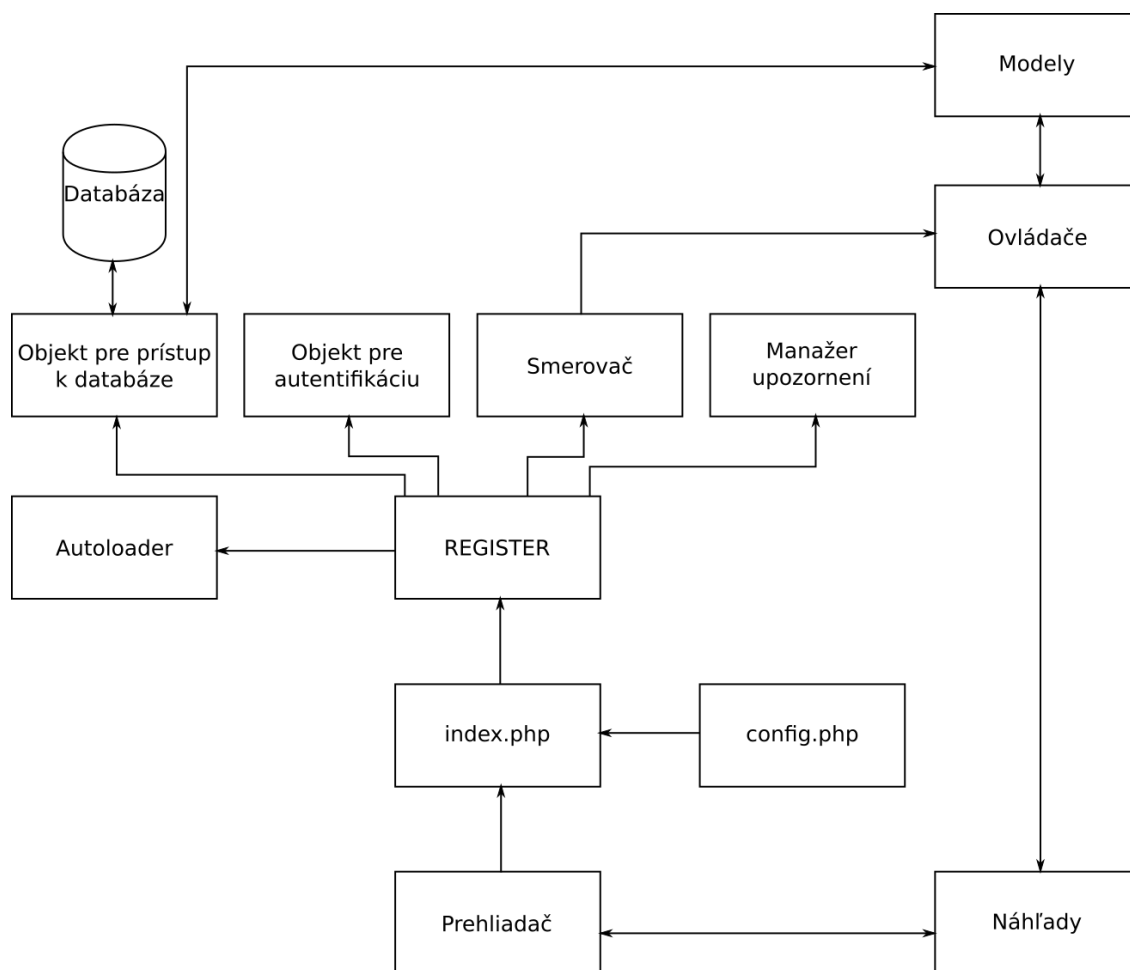 Modely
Databáza
Ovládače
Objekt pre prístup
k databáze
Objekt pre
autentifikáciu
Smerovač
Manažer
upozornení
Autoloader
REGISTER
index.php
config.php
Prehliadač
Náhľady